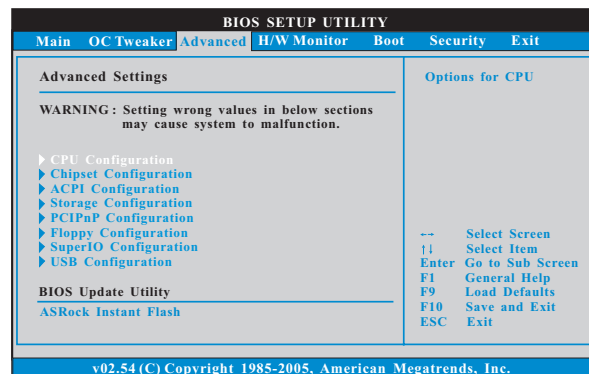 BIOS SETUP UTILITY
Main OC Tweaker Advanced H/W Monitor Boot Security Exit
Advanced Settings
WARNING : Setting wrong values in below sections
may cause system to malfunction.
CPU Configuration
Chipset Configuration
ACPI Configuration
Storage Configuration
PCIPnP Configuration
Floppy Configuration
SuperIO Configuration
USB Configuration
BIOS Update Utility
ASRock Instant Flash
Options for CPU
←→ Select Screen
↑↓ Select Item
Enter Go to Sub Screen
F1 General Help
F9 Load Defaults
F10 Save and Exit
ESC Exit
v02.54 (C) Copyright 1985-2005, American Megatrends, Inc.